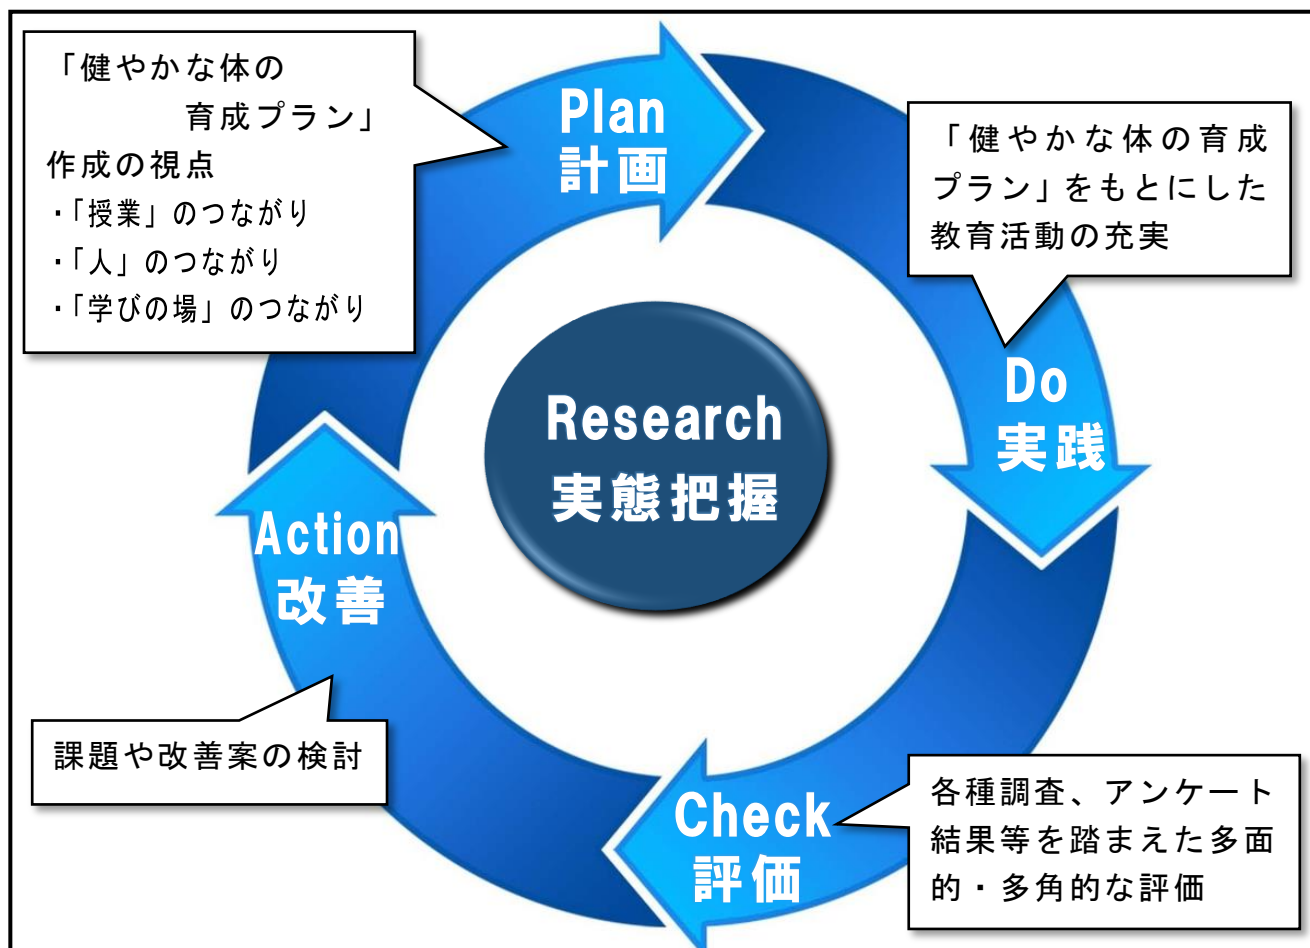 「健やかな体の
育成プラン」
作成の視点
・「授業」のつながり
・「人」のつながり
・「学びの場」のつながり
Plan
計画
「健やかな体の育成
プラン」をもとにした
教育活動の充実
Do
実践
Research
実態把握
Action
改善
課題や改善案の検討
Check
評価
各種調査、アンケート
結果等を踏まえた多面
的・多角的な評価